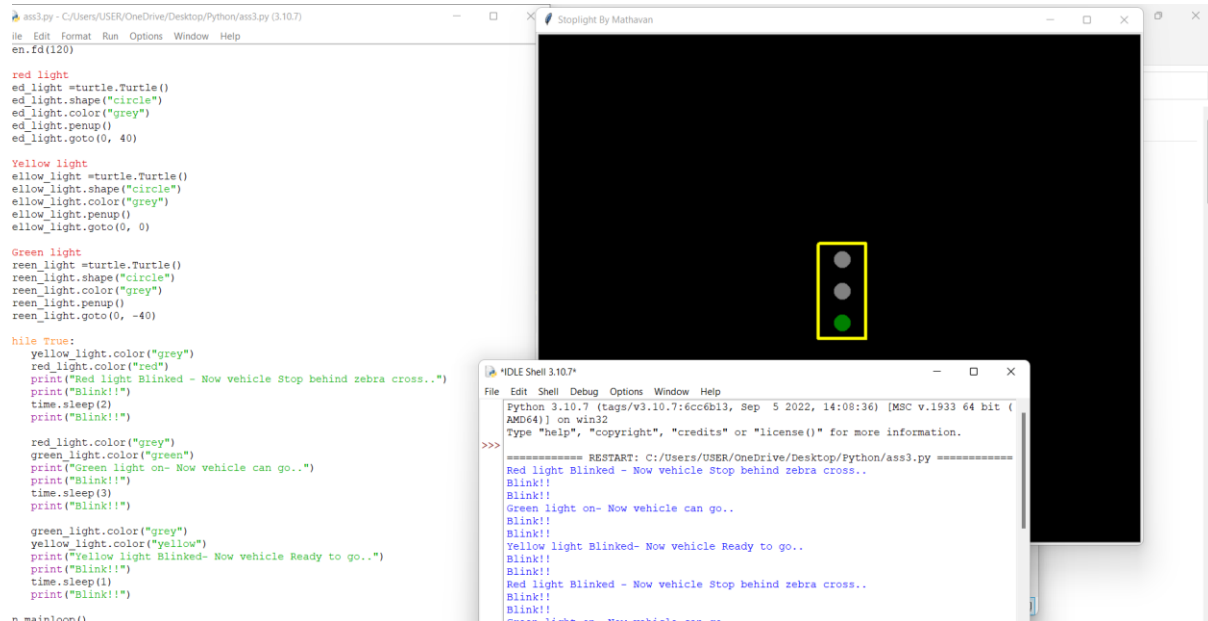 ass3.py - C:/Users/USER/OneDrive/Desktop/Python/ass3.py (3.10.7)
ile Edit Format Run Options Window Help
en.fd(120)
red light
ed_light =turtle.Turtle()
ed_light.shape("circle")
ed_light.color("grey")
ed_light.penup()
ed_light.goto(0, 40)
Yellow light
ellow_light =turtle.Turtle()
ellow_light.shape("circle")
ellow_light.color("grey")
ellow_light.penup()
ellow_light.goto(0, 0)
Green light
reen_light =turtle.Turtle()
reen_light.shape("circle")
reen_light.color("grey")
reen_light.penup()
reen_light.goto(0, -40)
hile True:
yellow_light.color("grey")
red_light.color("red")
print("Red light Blinked - Now vehicle Stop behind zebra cross..")
print("Blink!!")
time.sleep(2)
print("Blink!!")
red_light.color("grey")
green_light.color("green")
print("Green light on- Now vehicle can go..")
print("Blink!!")
time.sleep(3)
print("Blink!!")
green_light.color("grey")
yellow_light.color("yellow")
print("Yellow light Blinked- Now vehicle Ready to go..")
print("Blink!!")
time.sleep(1)
print("Blink!!")
n.mainloop()
Stoplight By Mathavan
*IDLE Shell 3.10.7*
File Edit Shell Debug Options Window Help
Python 3.10.7 (tags/v3.10.7:6cc6b13, Sep 5 2022, 14:08:36) [MSC v.1933 64 bit (
AMD64)] on win32
Type "help", "copyright", "credits" or "license()" for more information.
>>>
============ RESTART: C:/Users/USER/OneDrive/Desktop/Python/ass3.py ============
Red light Blinked - Now vehicle Stop behind zebra cross..
Blink!!
Blink!!
Green light on- Now vehicle can go..
Blink!!
Blink!!
Yellow light Blinked- Now vehicle Ready to go..
Blink!!
Blink!!
Red light Blinked - Now vehicle Stop behind zebra cross..
Blink!!
Blink!!
Green light on- Now vehicle can go..